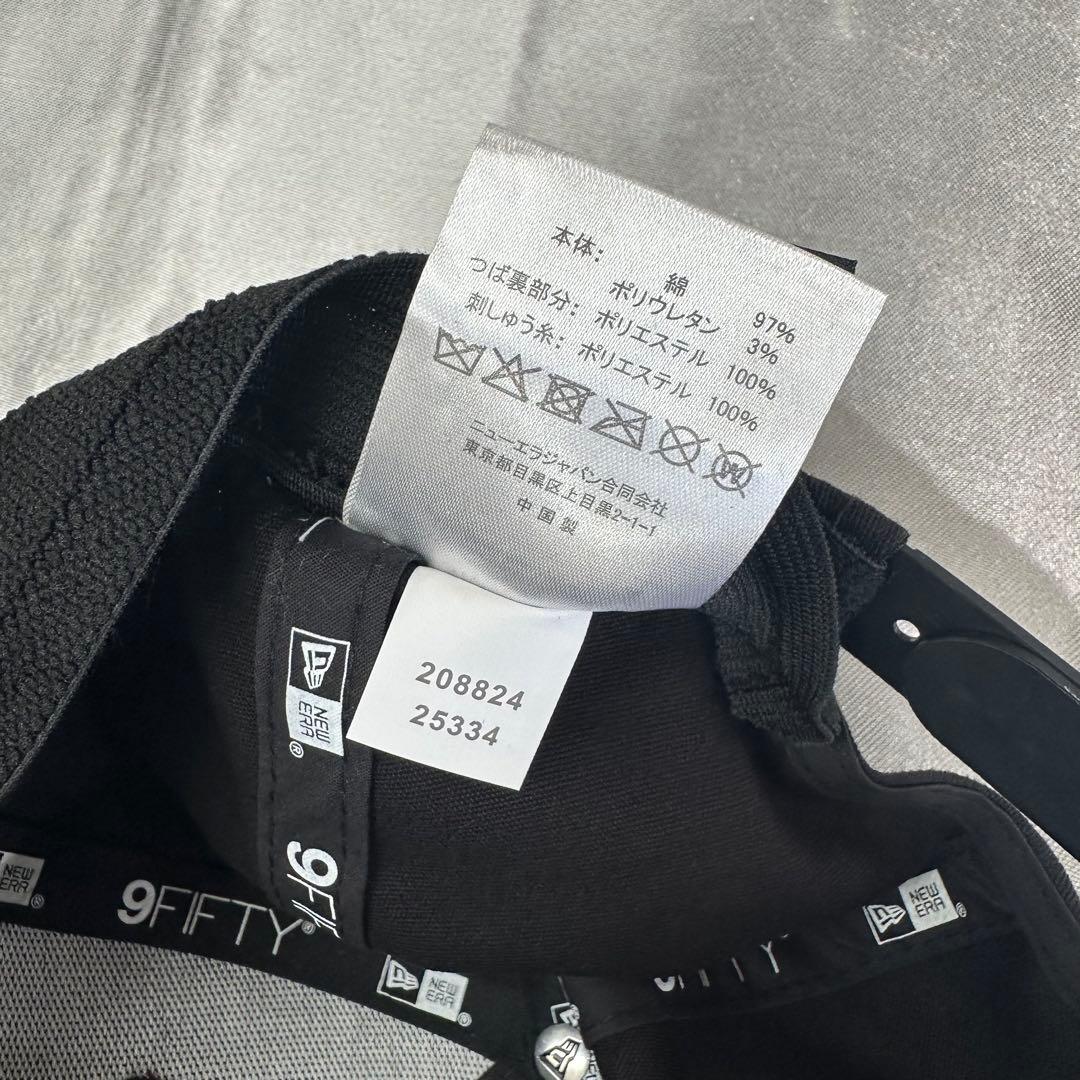 本体: 綿 97%
ポリウレタン 3%
つば裏部分: ポリエステル 100%
刺しゅう糸: ポリエステル 100%
ニューエラジャパン合同会社
東京都目黒区上目黒2-1-1
中国製
208824
25334
NEW
ERA
®
9FIF
NEW
ERA
®
9FIFTY®
NEW
ERA
®
9FIFTY
NEW
ERA
®